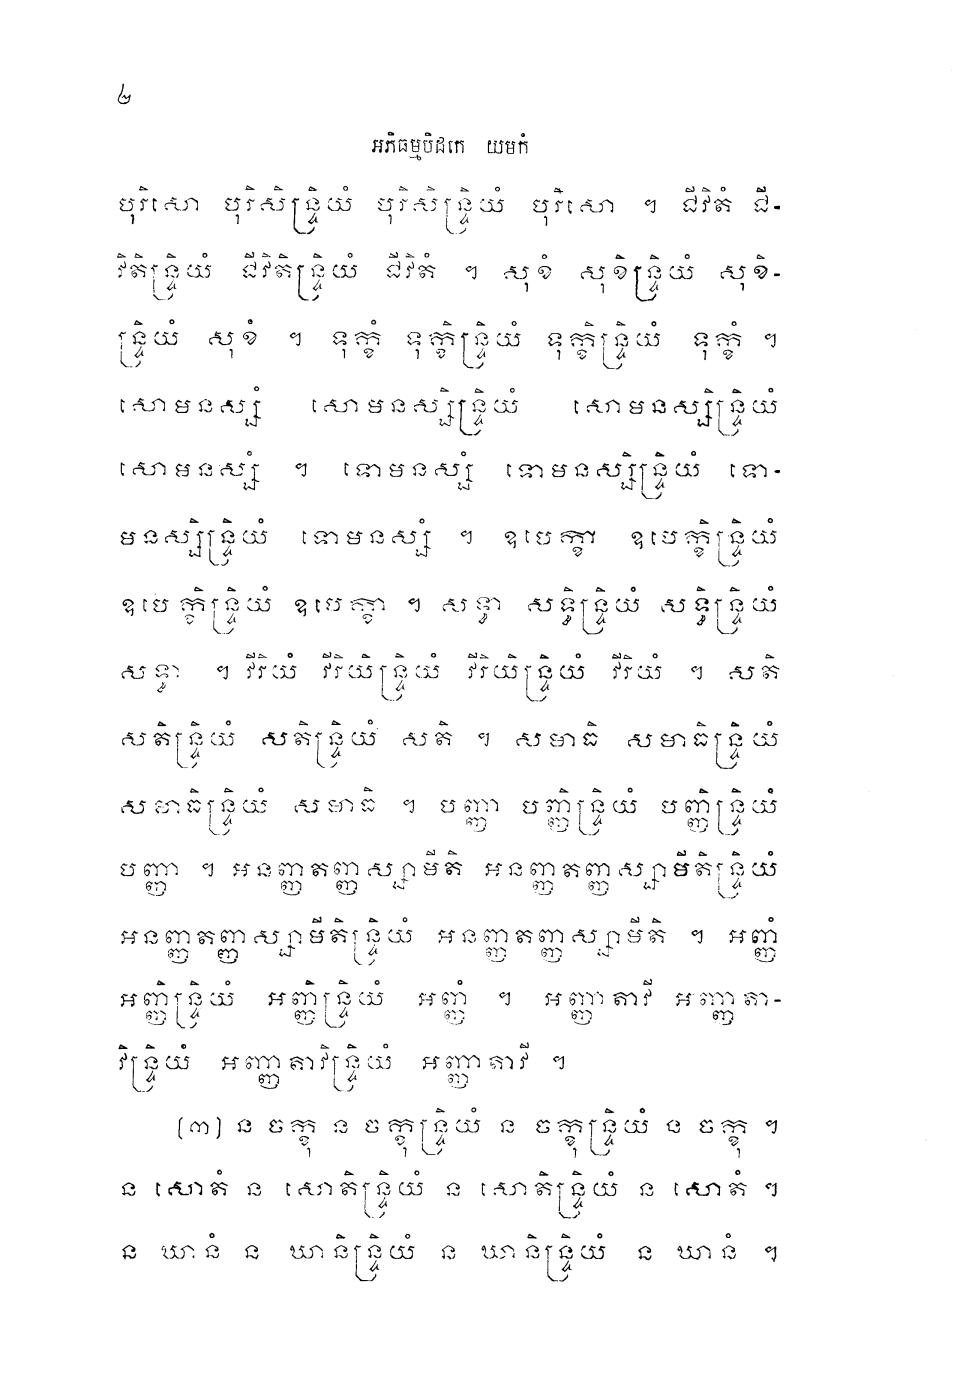 ៤
អភិធម្មបិដកេ យមកំ
បុរិសោ បុរិសិន្ទ្រិយំ បុរិសិន្ទ្រិយំ បុរិសោ ។ ជីវិតំ ជី-
វិតិន្ទ្រិយំ ជីវិតិន្ទ្រិយំ ជីវិតំ ។ សុខំ សុខិន្ទ្រិយំ សុខិ-
ន្ទ្រិយំ សុខំ ។ ទុក្ខំ ទុក្ខិន្ទ្រិយំ ទុក្ខិន្ទ្រិយំ ទុក្ខំ ។
សោមនស្សំ សោមនស្សិន្ទ្រិយំ សោមនស្សិន្ទ្រិយំ
សោមនស្សំ ។ ទោមនស្សំ ទោមនស្សិន្ទ្រិយំ ទោ-
មនស្សិន្ទ្រិយំ ទោមនស្សំ ។ ឧបេក្ខា ឧបេក្ខិន្ទ្រិយំ
ឧបេក្ខិន្ទ្រិយំ ឧបេក្ខា ។ សទ្ធា សទ្ធិន្ទ្រិយំ សទ្ធិន្ទ្រិយំ
សទ្ធា ។ វីរិយំ វីរិយិន្ទ្រិយំ វីរិយិន្ទ្រិយំ វីរិយំ ។ សតិ
សតិន្ទ្រិយំ សតិន្ទ្រិយំ សតិ ។ សមាធិ សមាធិន្ទ្រិយំ
សមាធិន្ទ្រិយំ សមាធិ ។ បញ្ញា បញ្ញិន្ទ្រិយំ បញ្ញិន្ទ្រិយំ
បញ្ញា ។ អនញ្ញតញ្ញស្សាមីតិ អនញ្ញតញ្ញស្សាមីតិន្ទ្រិយំ
អនញ្ញតញ្ញស្សាមីតិន្ទ្រិយំ អនញ្ញតញ្ញស្សាមីតិ ។ អញ្ញំ
អញ្ញិន្ទ្រិយំ អញ្ញិន្ទ្រិយំ អញ្ញំ ។ អញ្ញាតាវី អញ្ញាតា-
វិន្ទ្រិយំ អញ្ញាតាវិន្ទ្រិយំ អញ្ញាតាវី ។
(៣) ន ចក្ខុ ន ចក្ខុន្ទ្រិយំ ន ចក្ខុន្ទ្រិយំ ន ចក្ខុ ។
ន សោតំ ន សោតិន្ទ្រិយំ ន សោតិន្ទ្រិយំ ន សោតំ ។
ន ឃានំ ន ឃានិន្ទ្រិយំ ន ឃានិន្ទ្រិយំ ន ឃានំ ។